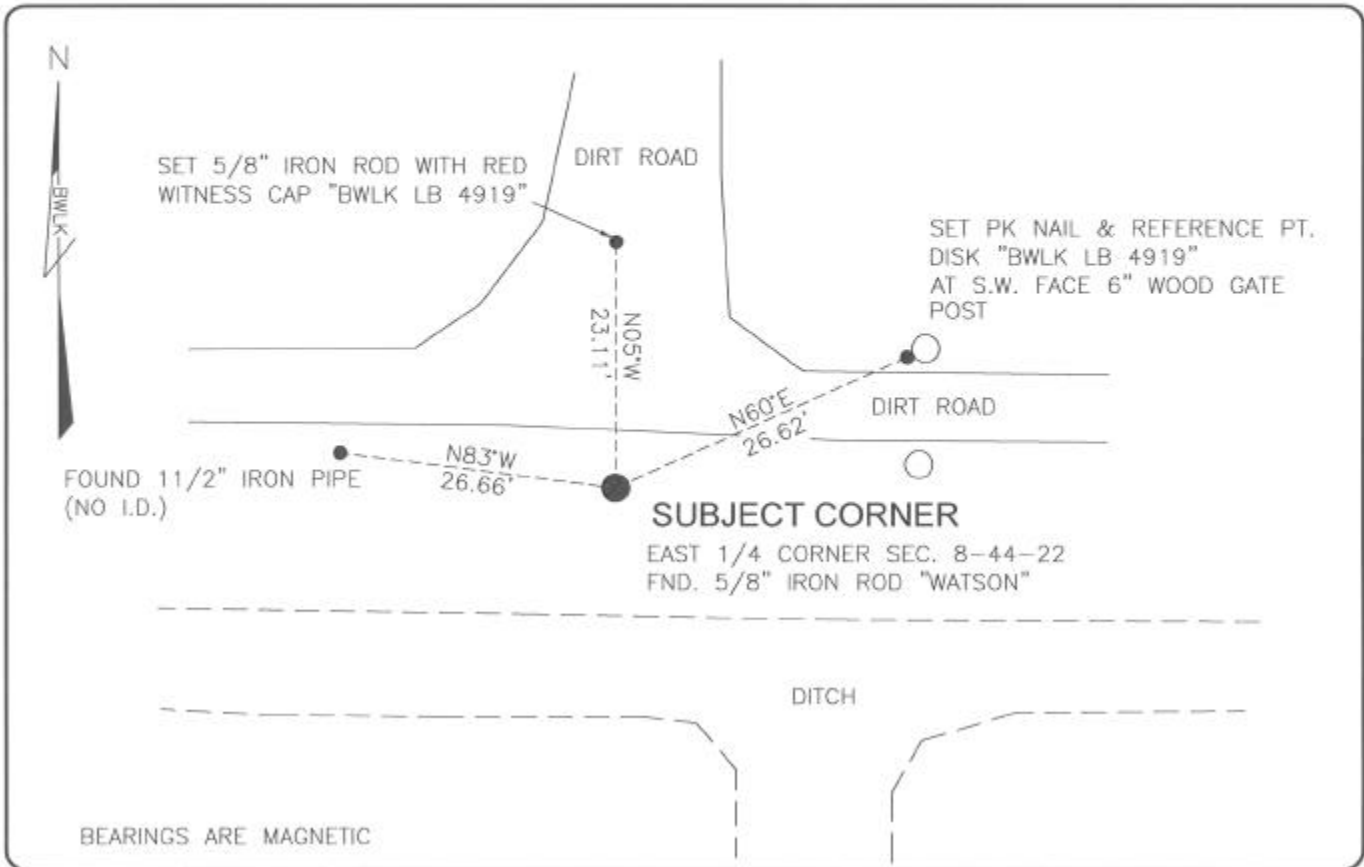 N
BWLK
SET 5/8" IRON ROD WITH RED
WITNESS CAP "BWLK LB 4919"
DIRT ROAD
SET PK NAIL & REFERENCE PT.
DISK "BWLK LB 4919"
AT S.W. FACE 6" WOOD GATE
POST
N05°W
23.11'
N60°E
26.62'
DIRT ROAD
N83°W
26.66'
FOUND 11/2" IRON PIPE
(NO I.D.)
SUBJECT CORNER
EAST 1/4 CORNER SEC. 8-44-22
FND. 5/8" IRON ROD "WATSON"
DITCH
BEARINGS ARE MAGNETIC